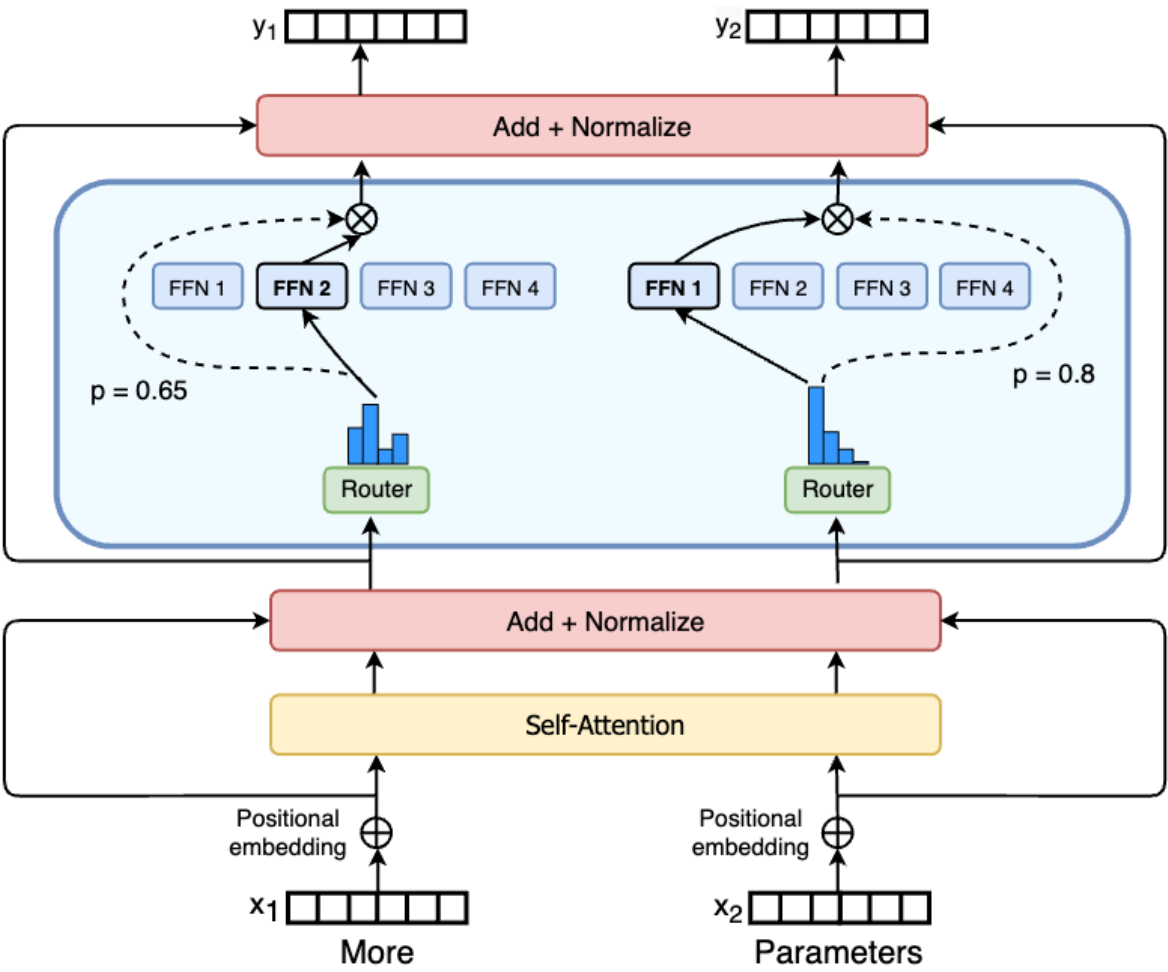 y1 y2
Add + Normalize
FFN 1 FFN 2 FFN 3 FFN 4 FFN 1 FFN 2 FFN 3 FFN 4
p = 0.65 p = 0.8
Router Router
Add + Normalize
Self-Attention
Positional embedding Positional embedding
x1 x2
More Parameters